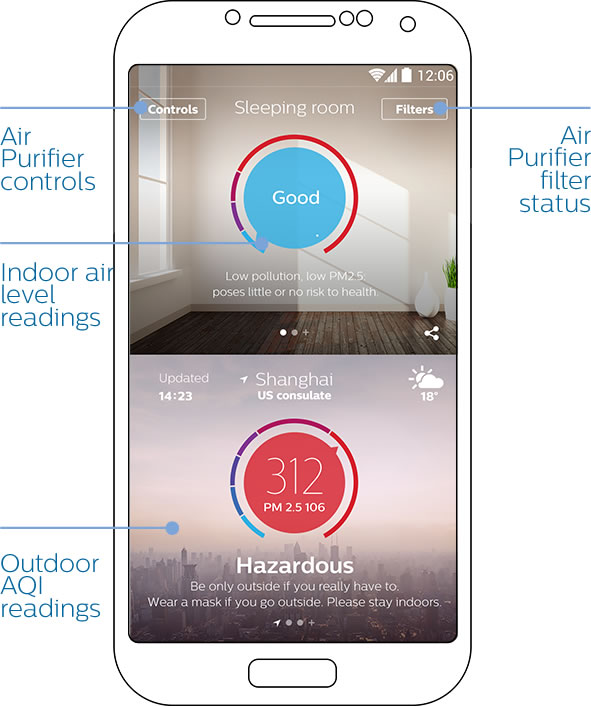 12:06
Controls
Sleeping room
Filters
Air
Purifier
controls
Air
Purifier
filter
status
Good
Indoor air
level
readings
Low pollution, low PM2.5:
poses little or no risk to health.
Updated
14:23
Shanghai
US consulate
18°
312
PM 2.5 106
Outdoor
AQI
readings
Hazardous
Be only outside if you really have to.
Wear a mask if you go outside. Please stay indoors.